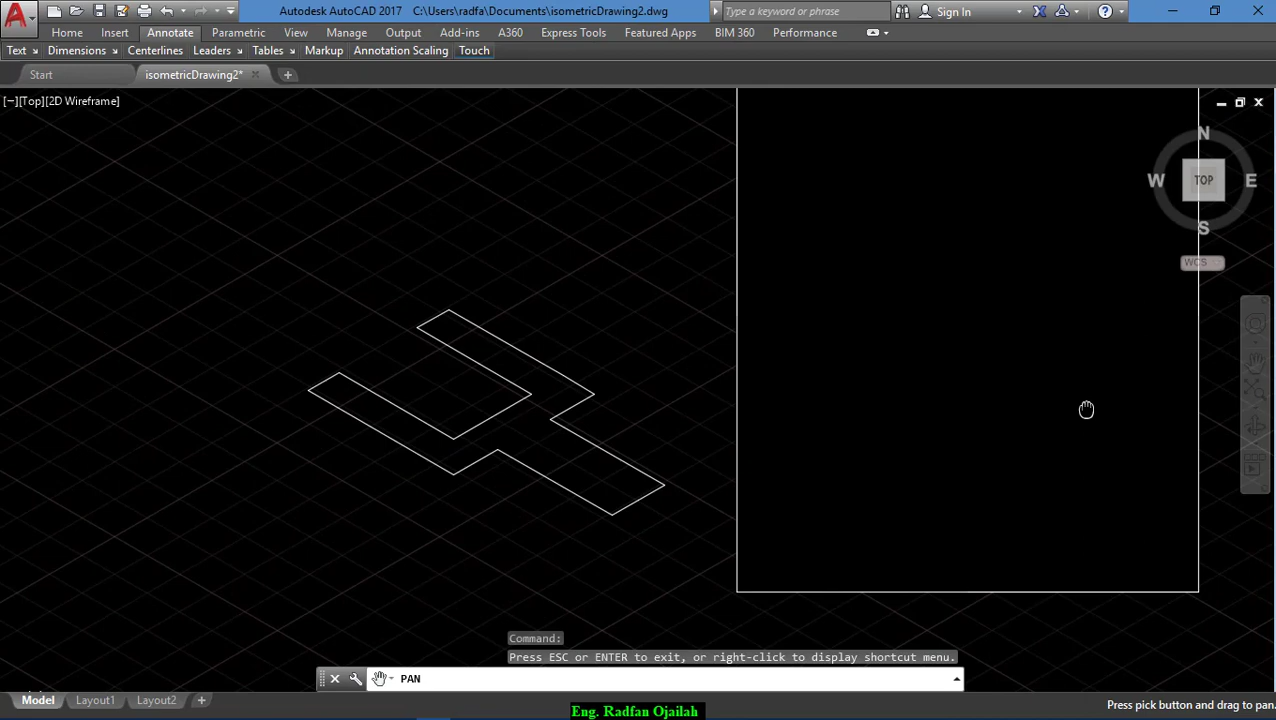 Autodesk AutoCAD 2017 C:\Users\radfa\Documents\isometricDrawing2.dwg
Type a keyword or phrase
Sign In
Home Insert Annotate Parametric View Manage Output Add-ins A360 Express Tools Featured Apps BIM 360 Performance
Text Dimensions Centerlines Leaders Tables Markup Annotation Scaling Touch
Start isometricDrawing2*
[−][Top][2D Wireframe]
N
W TOP E
S
WCS
Command:
Press ESC or ENTER to exit, or right-click to display shortcut menu.
PAN
Model Layout1 Layout2
Press pick button and drag to pan.
Eng. Radfan Ojailah